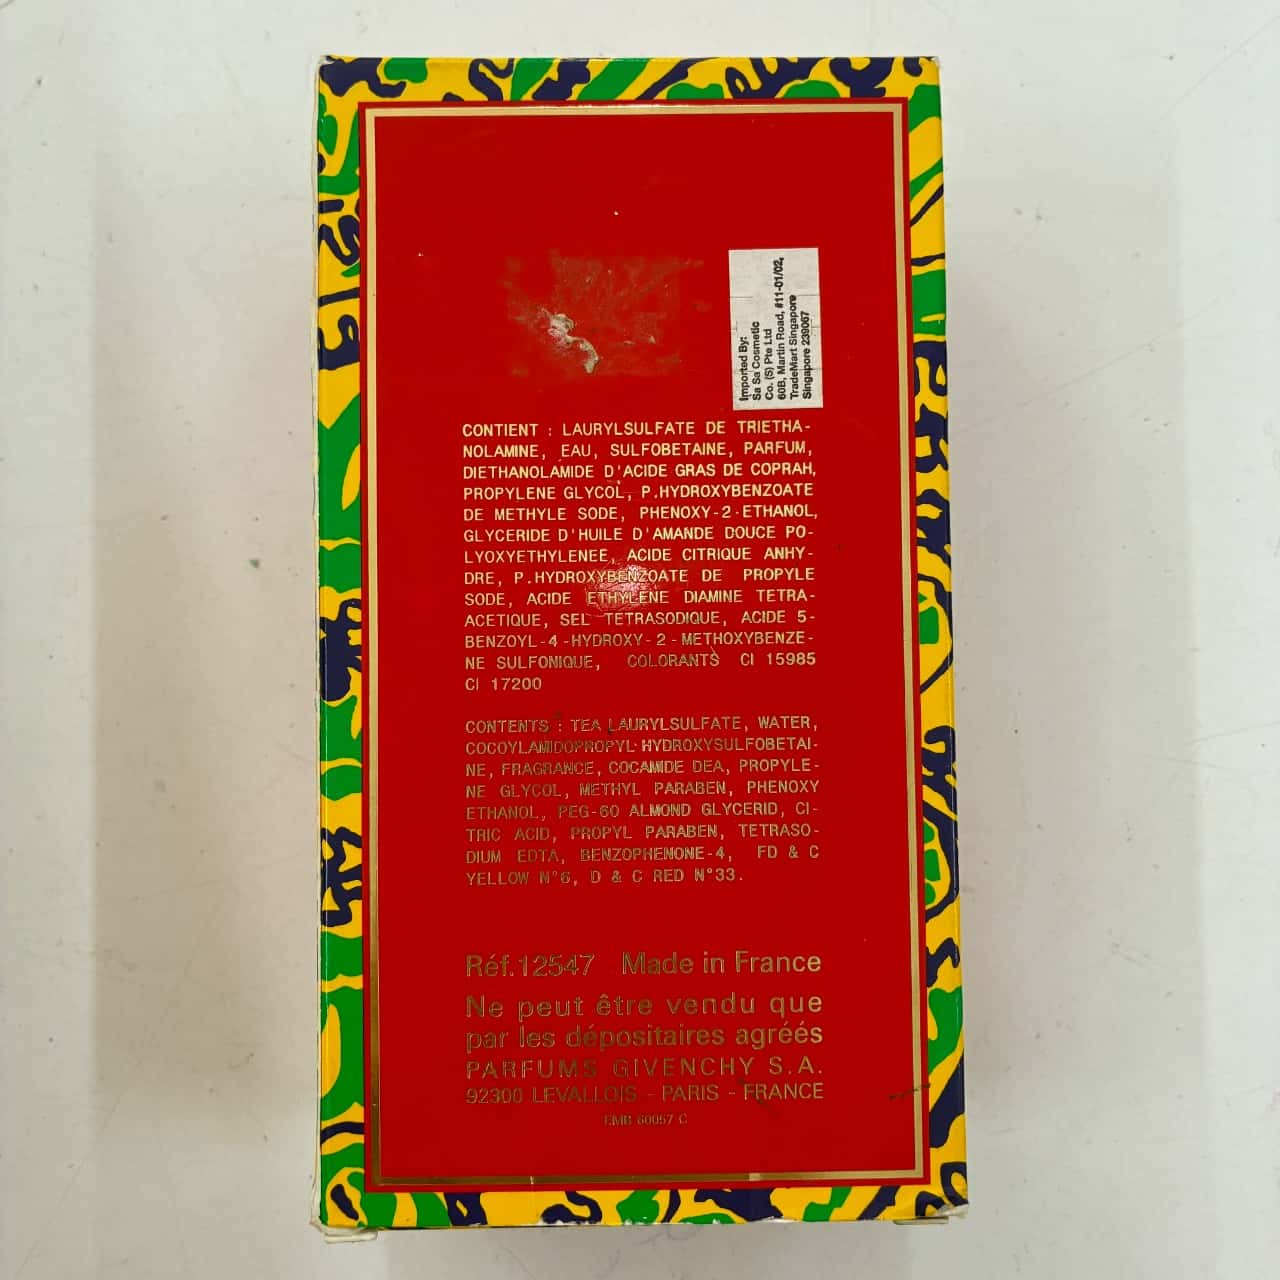 Imported By:
Sa Sa Cosmetic
Co. (S) Pte Ltd
60B, Martin Road, #11-01/02,
TradeMart Singapore
Singapore 239067
CONTIENT : LAURYLSULFATE DE TRIETHA-
NOLAMINE, EAU, SULFOBETAINE, PARFUM,
DIETHANOLAMIDE D'ACIDE GRAS DE COPRAH,
PROPYLENE GLYCOL, P.HYDROXYBENZOATE
DE METHYLE SODE, PHENOXY-2-ETHANOL,
GLYCERIDE D'HUILE D'AMANDE DOUCE PO-
LYOXYETHYLENEE, ACIDE CITRIQUE ANHY-
DRE, P.HYDROXYBENZOATE DE PROPYLE
SODE, ACIDE ETHYLENE DIAMINE TETRA-
ACETIQUE, SEL TETRASODIQUE, ACIDE 5-
BENZOYL-4-HYDROXY-2-METHOXYBENZE-
NE SULFONIQUE, COLORANTS CI 15985
CI 17200
CONTENTS : TEA LAURYLSULFATE, WATER,
COCOYLAMIDOPROPYL HYDROXYSULFOBETAI-
NE, FRAGRANCE, COCAMIDE DEA, PROPYLE-
NE GLYCOL, METHYL PARABEN, PHENOXY
ETHANOL, PEG-60 ALMOND GLYCERID, CI-
TRIC ACID, PROPYL PARABEN, TETRASO-
DIUM EDTA, BENZOPHENONE-4, FD & C
YELLOW N°6, D & C RED N°33.
Réf.12547 Made in France
Ne peut être vendu que
par les dépositaires agréés
PARFUMS GIVENCHY S.A.
92300 LEVALLOIS - PARIS - FRANCE
EMB 60057 C